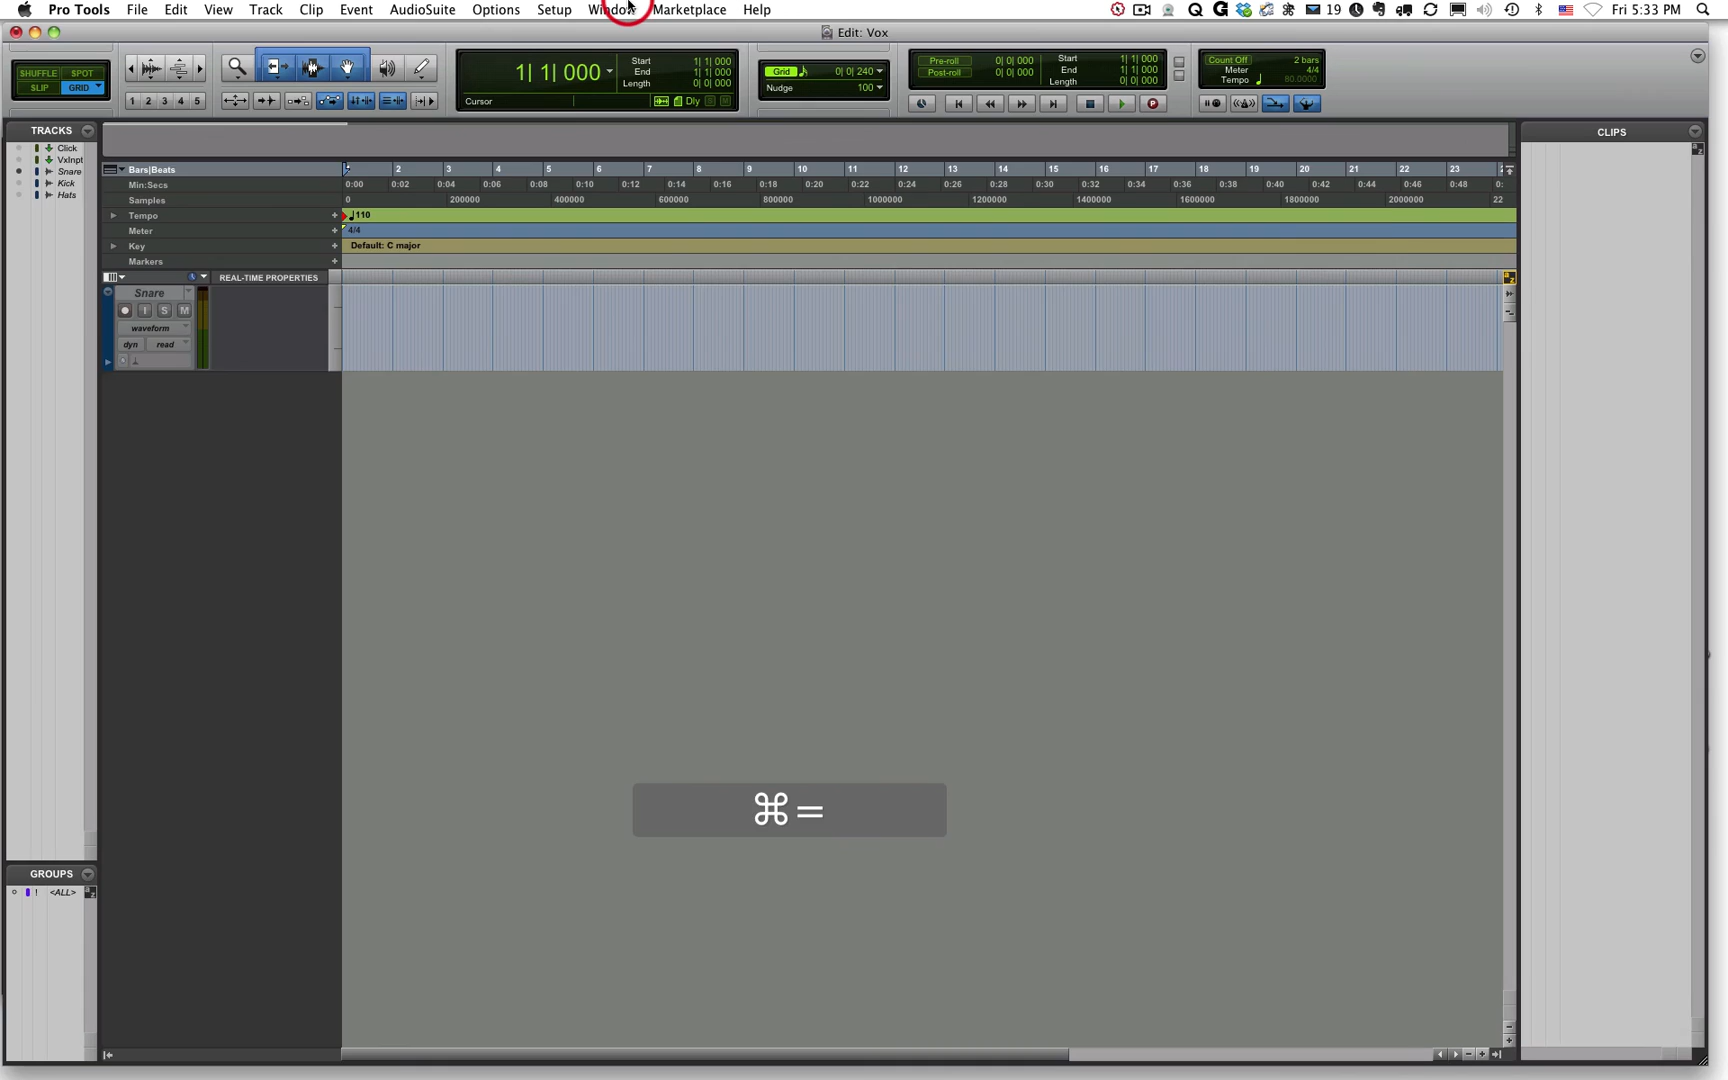 Pro Tools File Edit View Track Clip Event AudioSuite Options Setup Window Marketplace Help 19 Fri 5:33 PM
Edit: Vox
SHUFFLE SPOT
SLIP GRID
1 2 3 4 5
1| 1| 000
Start 1| 1| 000
End 1| 1| 000
Length 0| 0| 000
Cursor Dly
Grid 0| 0| 240
Nudge 100
Pre-roll 0| 0| 000
Post-roll 0| 0| 000
Start 1| 1| 000
End 1| 1| 000
Length 0| 0| 000
Count Off 2 bars
Meter 4/4
Tempo 80.0000
TRACKS
Click
VxInpt
Snare
Kick
Hats
Bars|Beats 2 3 4 5 6 7 8 9 10 11 12 13 14 15 16 17 18 19 20 21 22 23
Min:Secs 0:00 0:02 0:04 0:06 0:08 0:10 0:12 0:14 0:16 0:18 0:20 0:22 0:24 0:26 0:28 0:30 0:32 0:34 0:36 0:38 0:40 0:42 0:44 0:46 0:48 0:
Samples 0 200000 400000 600000 800000 1000000 1200000 1400000 1600000 1800000 2000000 22
Tempo + 110
Meter + 4/4
Key + Default: C major
Markers +
REAL-TIME PROPERTIES
Snare
I S M
waveform
dyn read
CLIPS
⌘=
GROUPS
! <ALL>